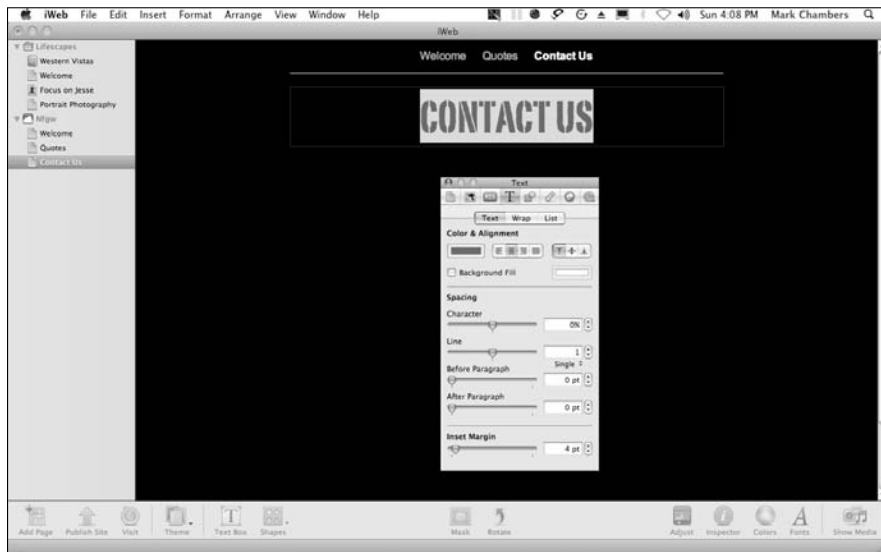 iWeb File Edit Insert Format Arrange View Window Help Sun 4:08 PM Mark Chambers
iWeb
Lifescapes
Western Vistas
Welcome
Focus on Jesse
Portrait Photography
Nfgw
Welcome
Quotes
Contact Us
Welcome Quotes Contact Us
CONTACT US
Text
Text Wrap List
Color & Alignment
Background Fill
Spacing
Character
0%
Line
1
Single
Before Paragraph
0 pt
After Paragraph
0 pt
Inset Margin
4 pt
Add Page Publish Site Visit Theme Text Box Shapes Mask Rotate Adjust Inspector Colors Fonts Show Media